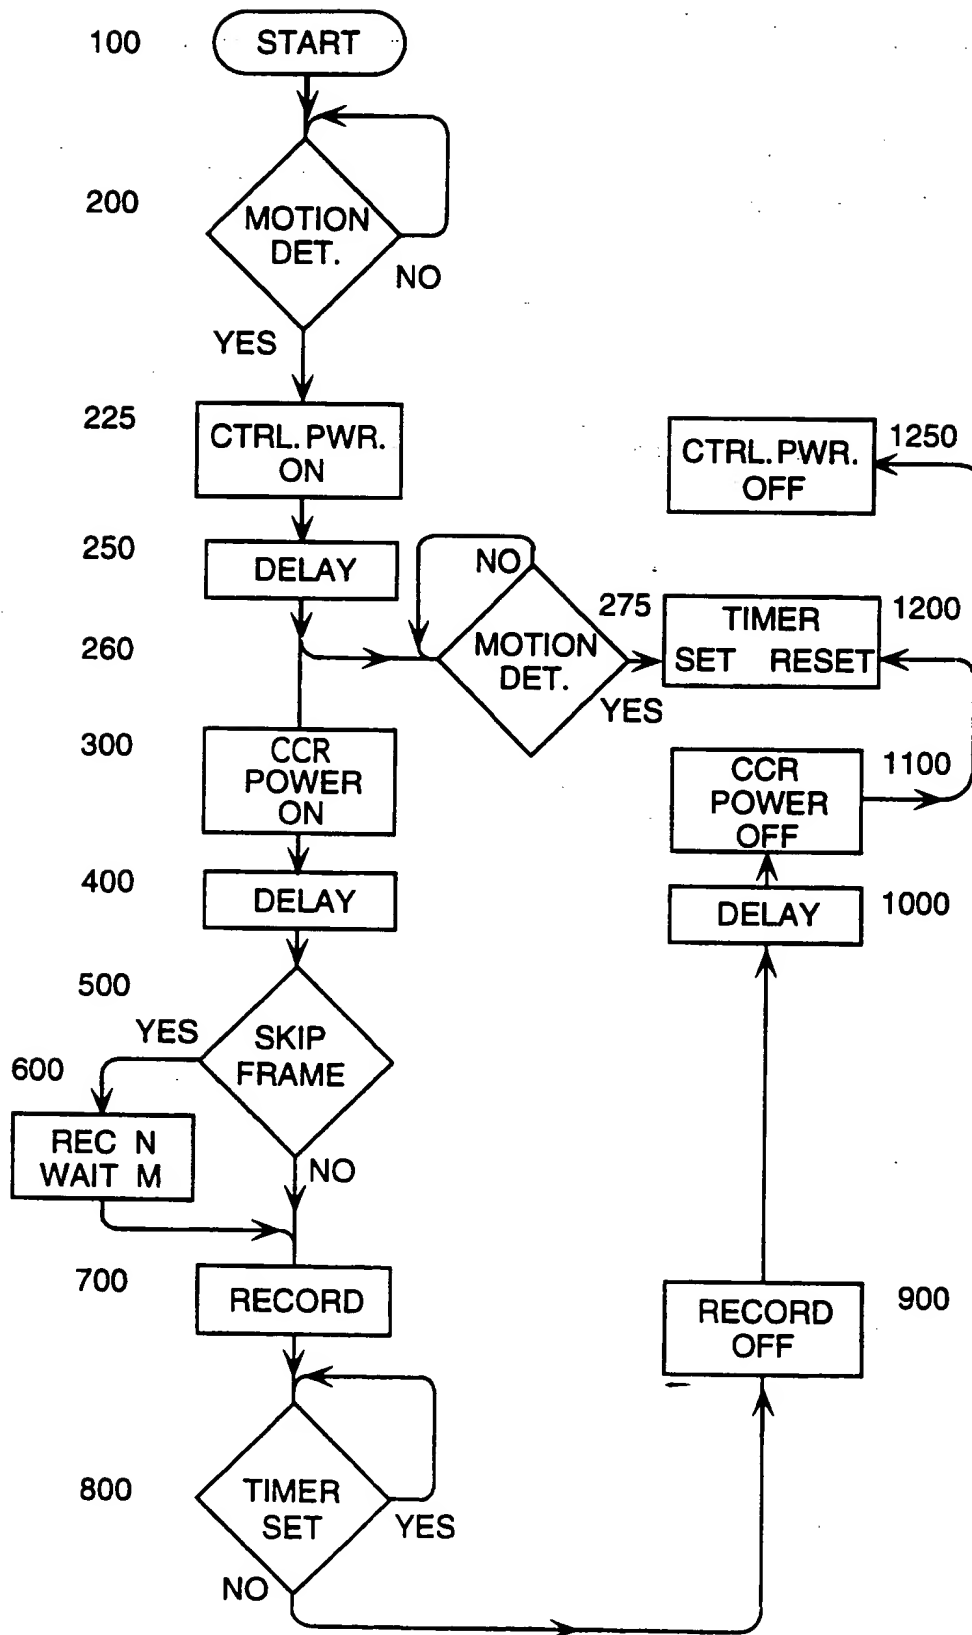 100
START
200
MOTION
DET.
NO
YES
225
CTRL. PWR.
ON
CTRL. PWR.
OFF
1250
250
DELAY
NO
260
MOTION
DET.
275
YES
TIMER
SET RESET
1200
300
CCR
POWER
ON
CCR
POWER
OFF
1100
400
DELAY
DELAY
1000
500
YES
SKIP
FRAME
NO
600
REC N
WAIT M
700
RECORD
RECORD
OFF
900
800
TIMER
SET
YES
NO